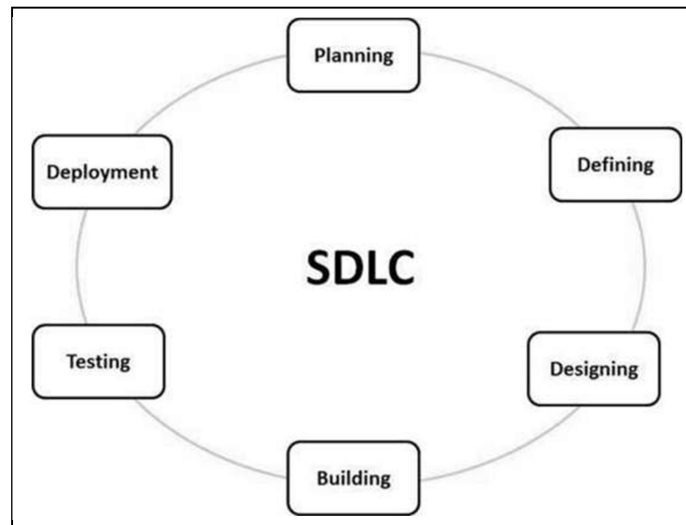 Planning
Defining
Designing
Building
Testing
Deployment
SDLC